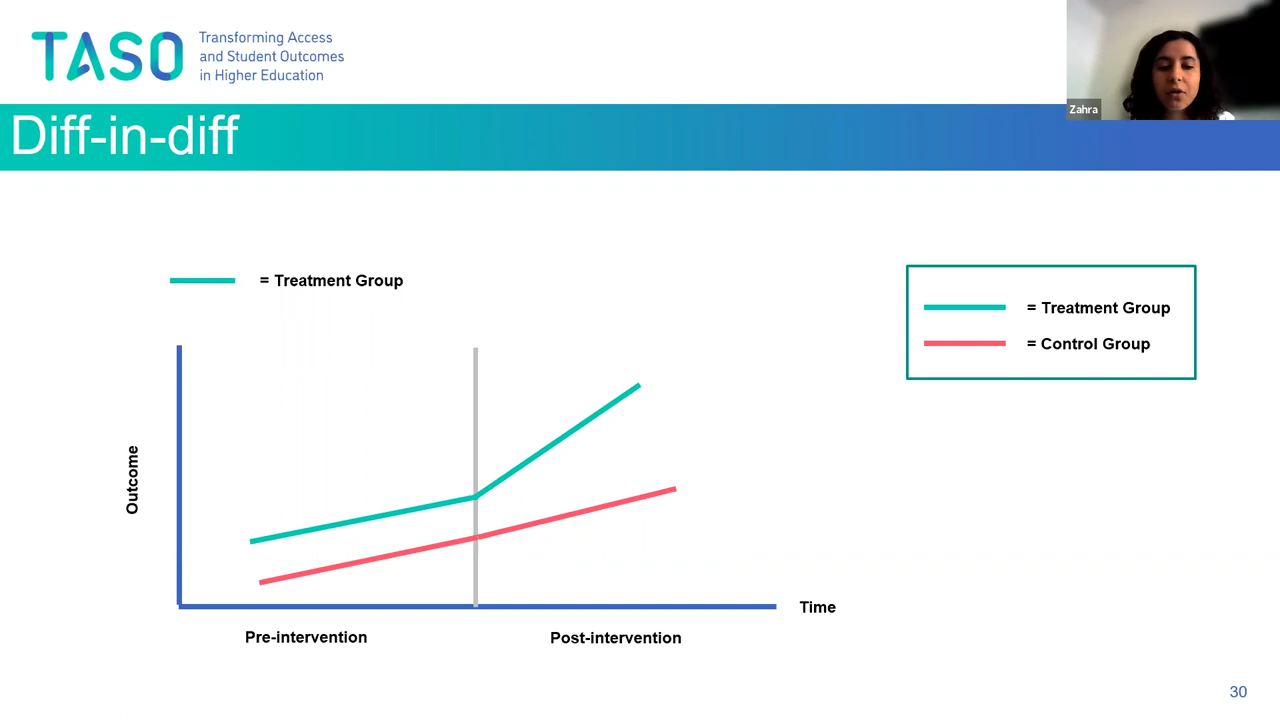 TASO
Transforming Access
and Student Outcomes
in Higher Education
Zahra
Diff-in-diff
= Treatment Group
= Treatment Group
= Control Group
Outcome
Time
Pre-intervention
Post-intervention
30